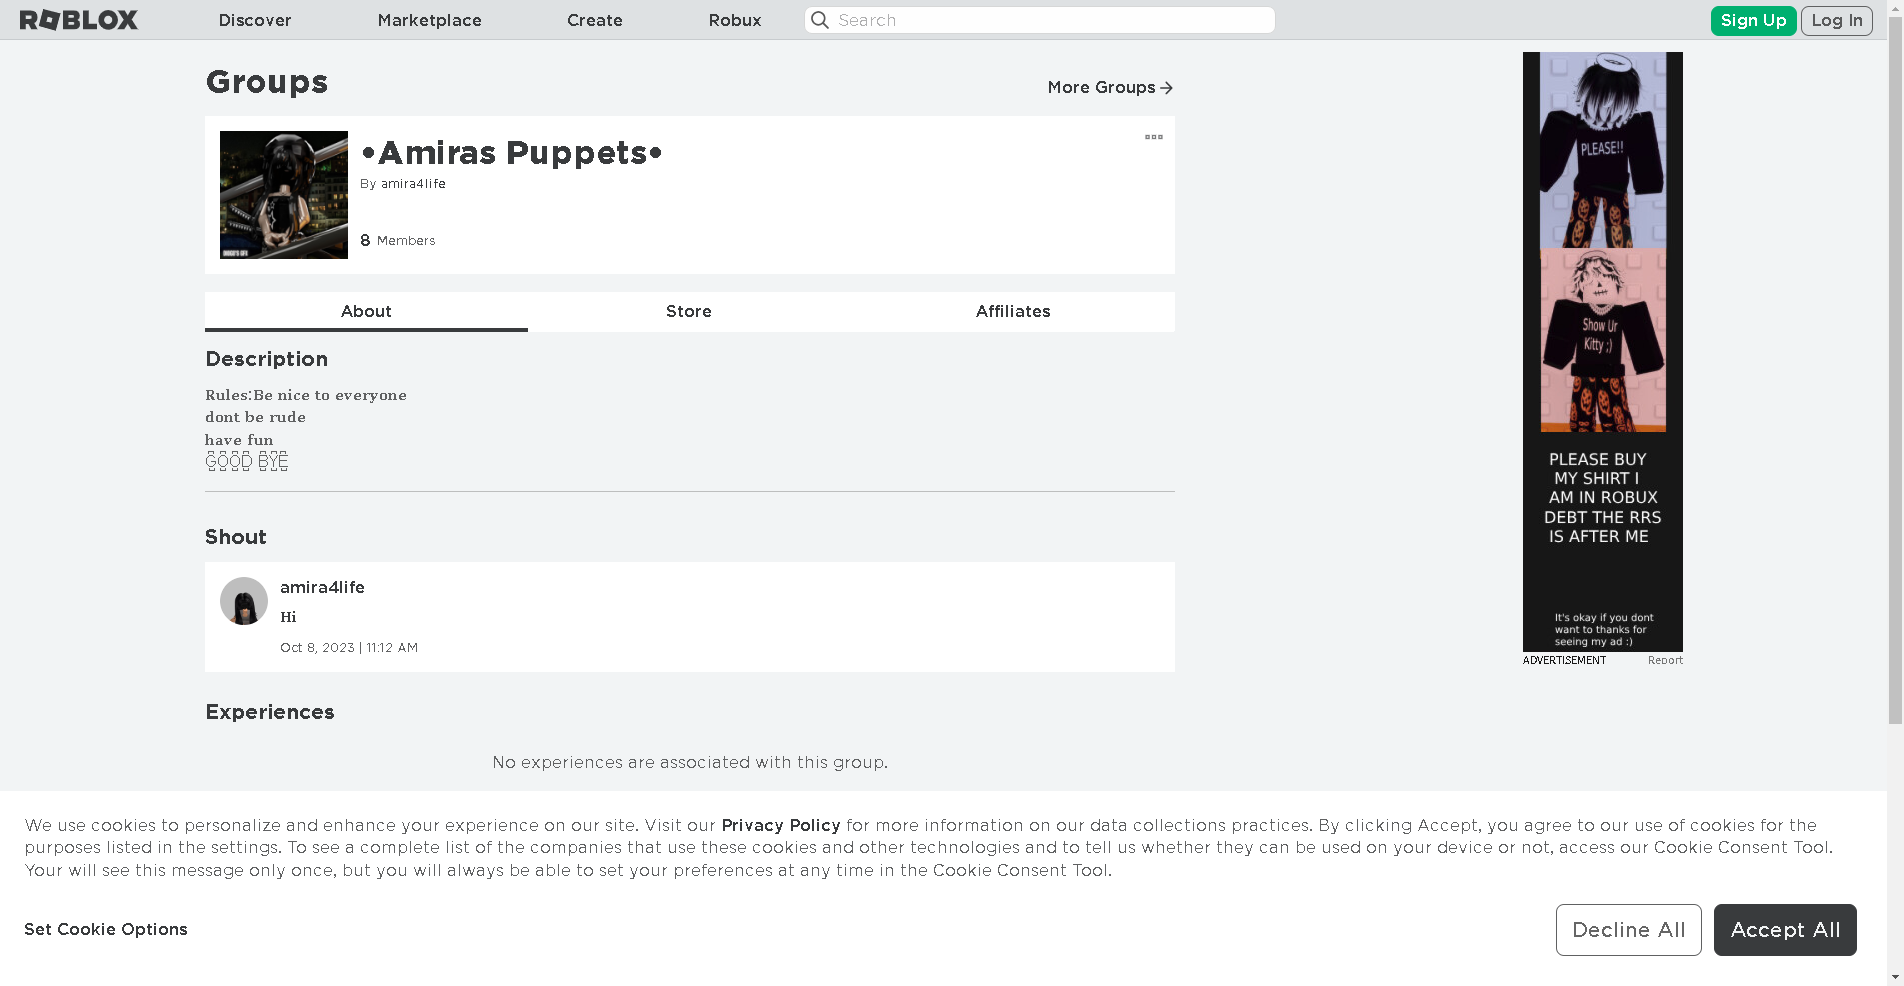 ROBLOX
Discover
Marketplace
Create
Robux
Search
Sign Up
Log In
Groups
More Groups
•Amiras Puppets•
By amira4life
8 Members
About
Store
Affiliates
Description
Rules:Be nice to everyone
dont be rude
have fun
GOOD BYE
Shout
amira4life
Hi
Oct 8, 2023 | 11:12 AM
Experiences
No experiences are associated with this group.
PLEASE!!
Show Ur
Kitty ;)
PLEASE BUY
MY SHIRT I
AM IN ROBUX
DEBT THE RRS
IS AFTER ME
It's okay if you dont
want to thanks for
seeing my ad :)
ADVERTISEMENT
Report
We use cookies to personalize and enhance your experience on our site. Visit our Privacy Policy for more information on our data collections practices. By clicking Accept, you agree to our use of cookies for the
purposes listed in the settings. To see a complete list of the companies that use these cookies and other technologies and to tell us whether they can be used on your device or not, access our Cookie Consent Tool.
Your will see this message only once, but you will always be able to set your preferences at any time in the Cookie Consent Tool.
Set Cookie Options
Decline All
Accept All